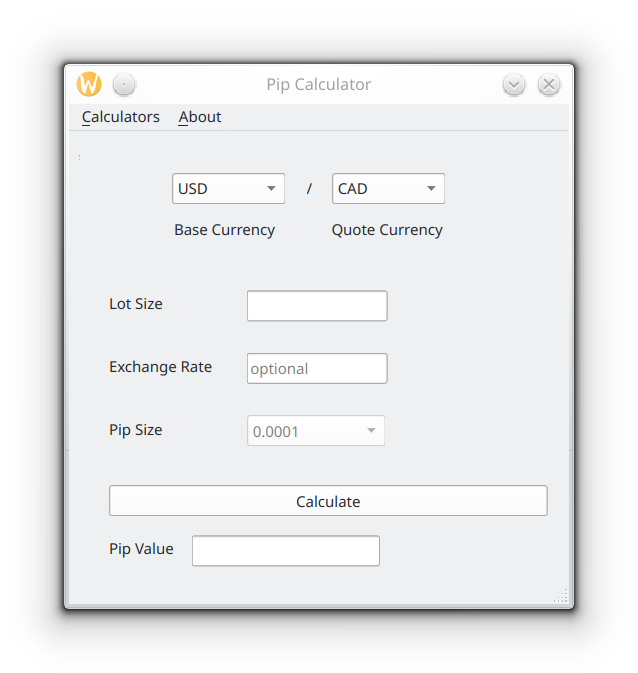 W
Pip Calculator
Calculators About
USD / CAD
Base Currency Quote Currency
Lot Size
Exchange Rate optional
Pip Size 0.0001
Calculate
Pip Value